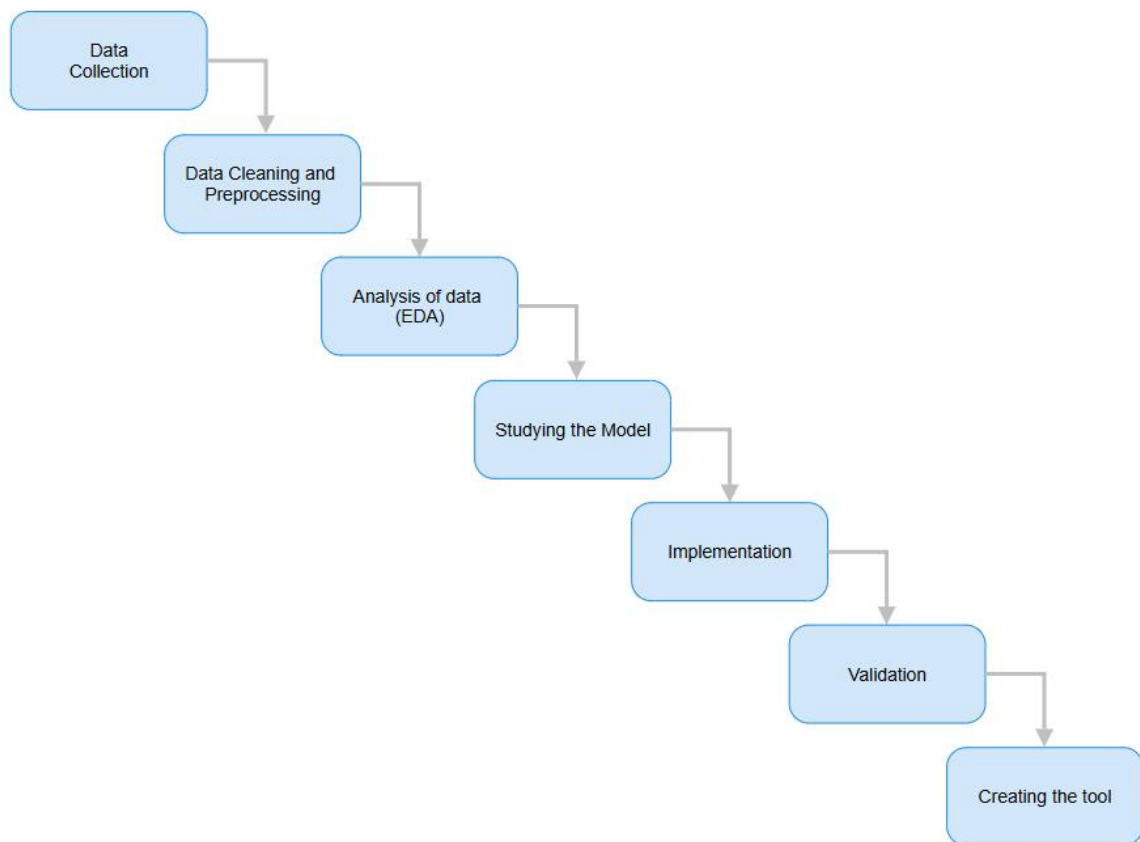 Data
Collection
Data Cleaning and
Preprocessing
Analysis of data
(EDA)
Studying the Model
Implementation
Validation
Creating the tool